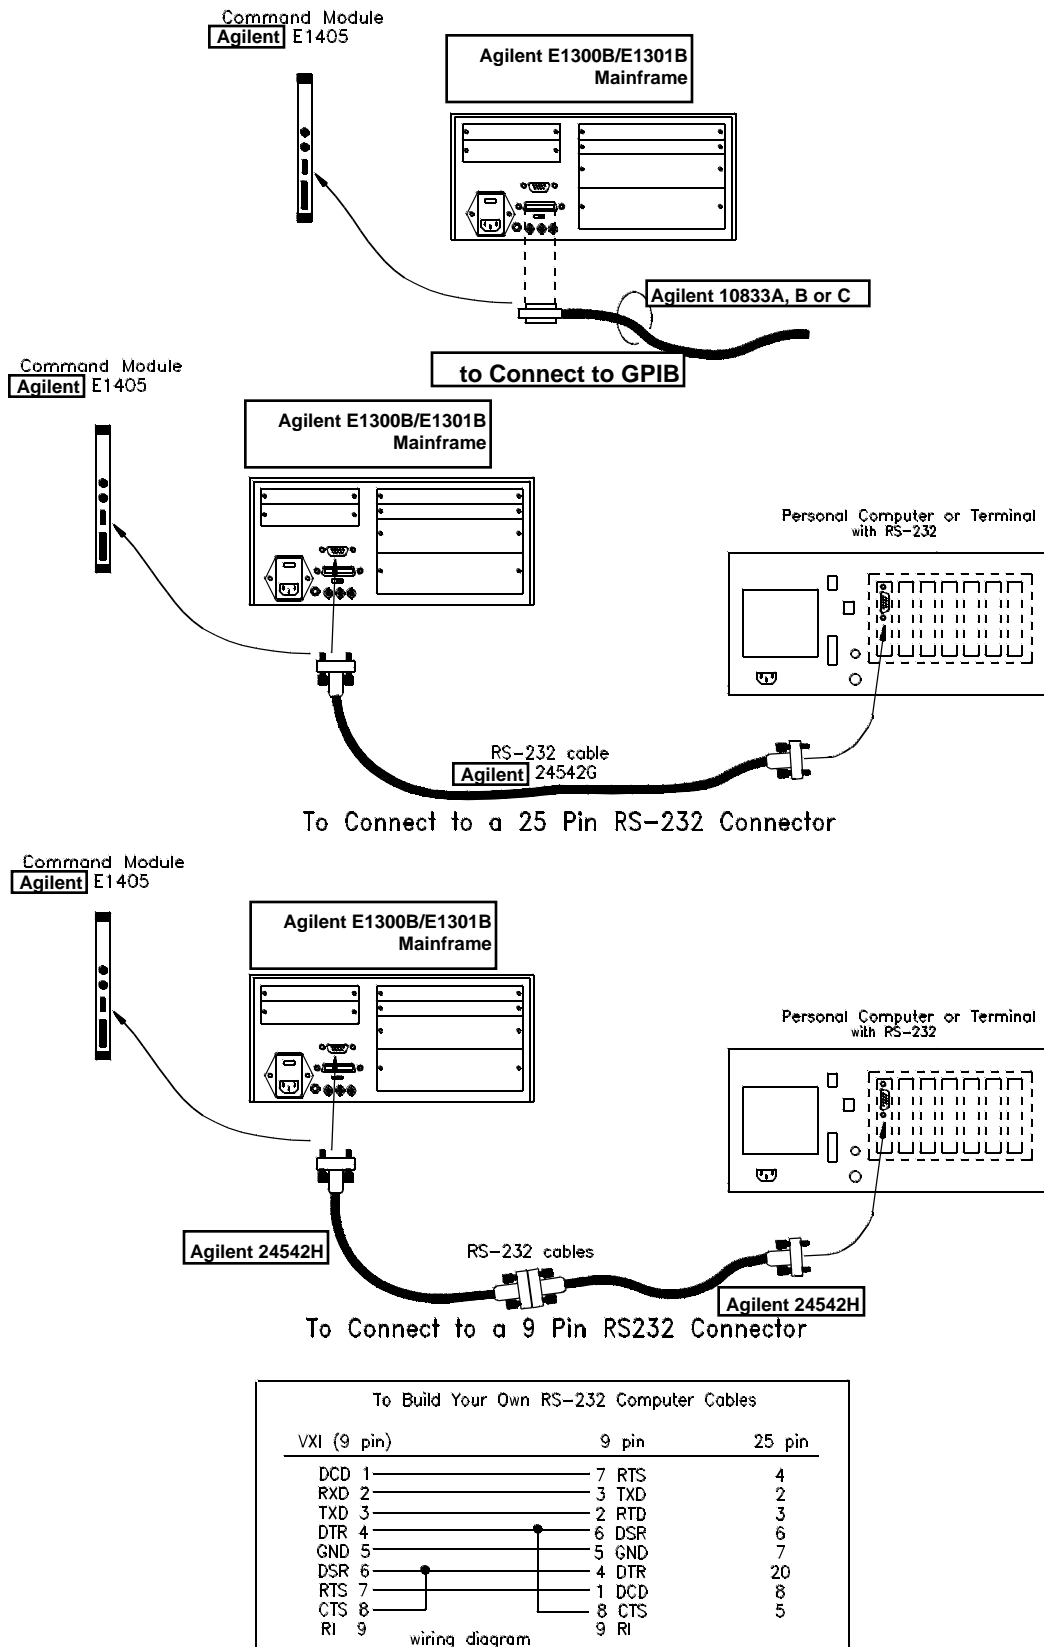 Command Module
Agilent E1405
Agilent E1300B/E1301B
Mainframe
Agilent 10833A, B or C
to Connect to GPIB
Command Module
Agilent E1405
Agilent E1300B/E1301B
Mainframe
Personal Computer or Terminal
with RS-232
RS-232 cable
Agilent 24542G
To Connect to a 25 Pin RS-232 Connector
Command Module
Agilent E1405
Agilent E1300B/E1301B
Mainframe
Personal Computer or Terminal
with RS-232
Agilent 24542H
RS-232 cables
Agilent 24542H
To Connect to a 9 Pin RS232 Connector
To Build Your Own RS-232 Computer Cables
VXI (9 pin) 9 pin 25 pin
DCD 1 7 RTS 4
RXD 2 3 TXD 2
TXD 3 2 RTD 3
DTR 4 6 DSR 6
GND 5 5 GND 7
DSR 6 4 DTR 20
RTS 7 1 DCD 8
CTS 8 8 CTS 5
RI 9 9 RI
wiring diagram